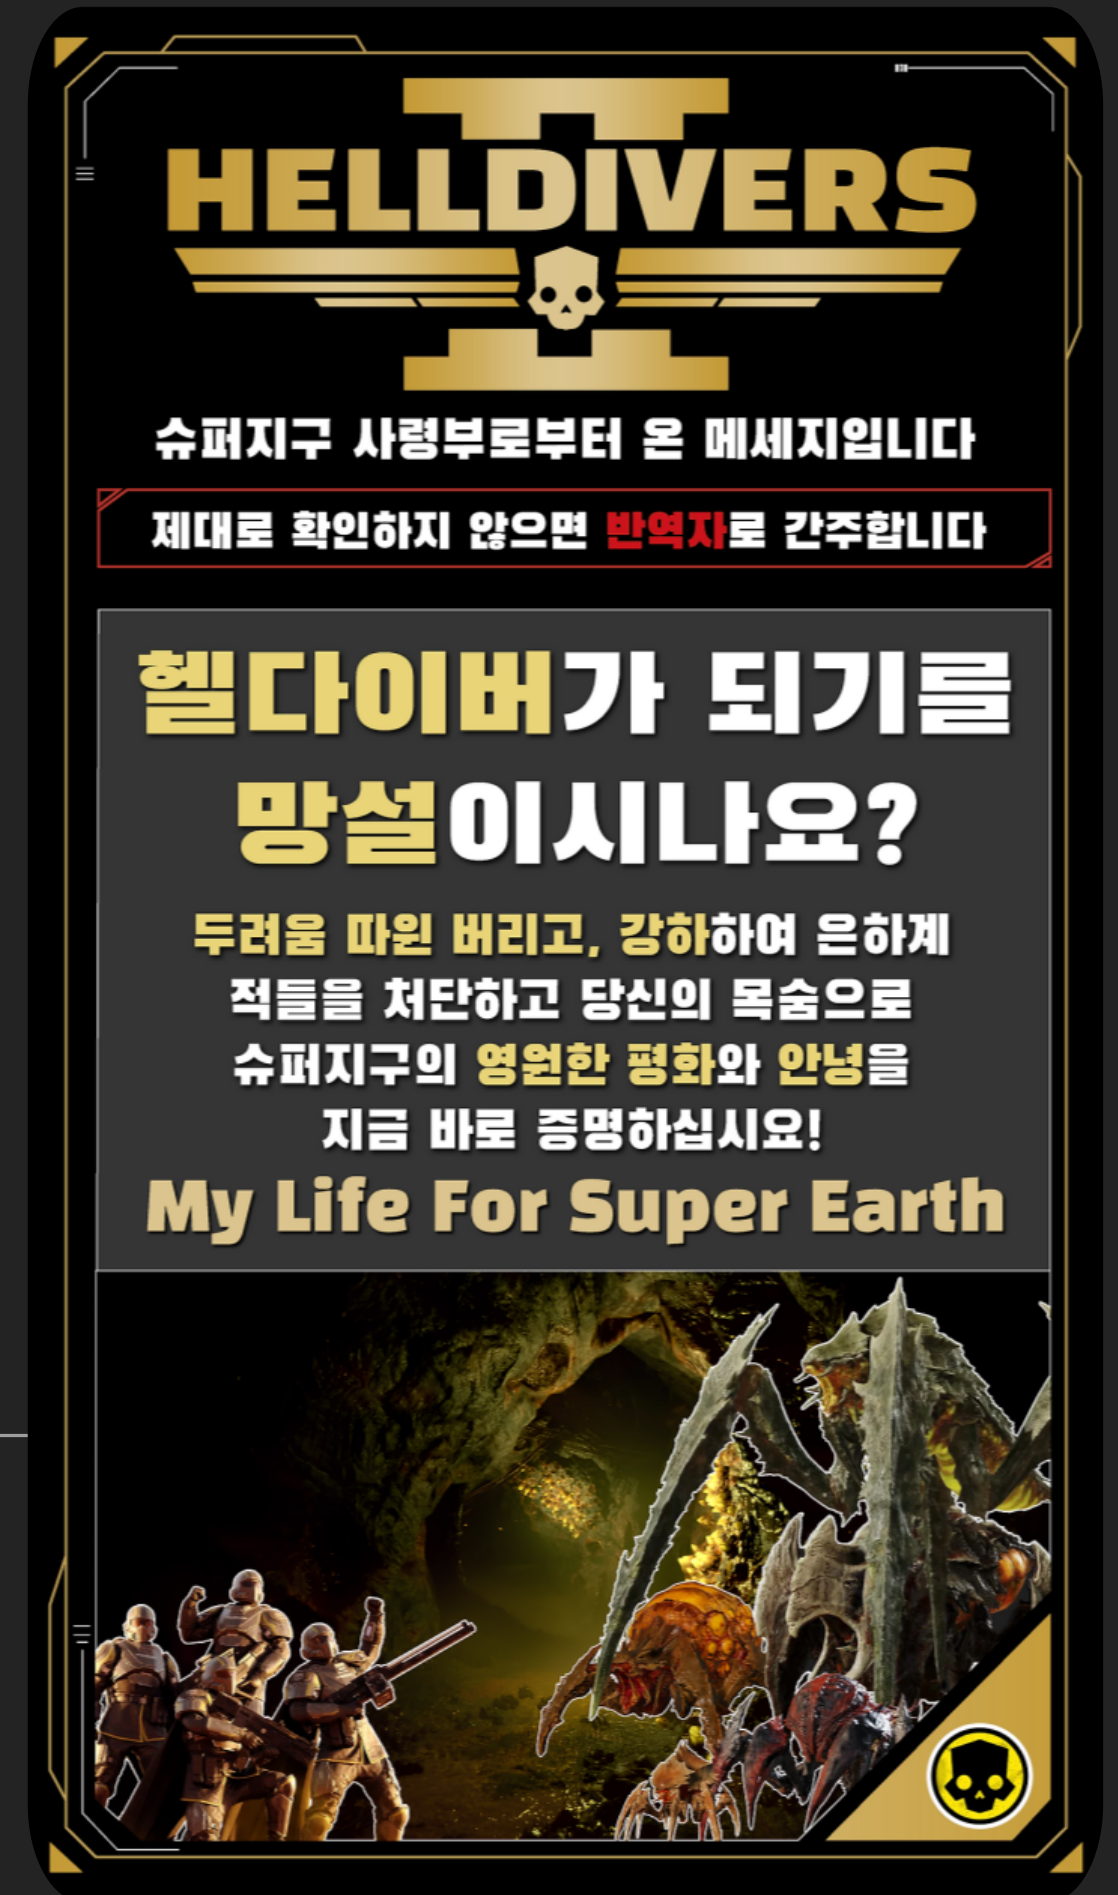 HELLDIVERS
슈퍼지구 사령부로부터 온 메세지입니다
제대로 확인하지 않으면 반역자로 간주합니다
헬다이버가 되기를
망설이시나요?
두려움 따윈 버리고, 강하하여 은하계
적들을 처단하고 당신의 목숨으로
슈퍼지구의 영원한 평화와 안녕을
지금 바로 증명하십시요!
My Life For Super Earth